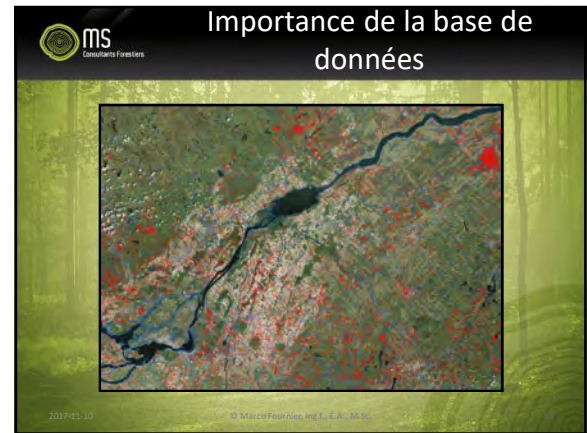 MS
Consultants Forestiers
Importance de la base de
données
2017-11-10
© Marco Fournier, ing.f., E.A., M.Sc.